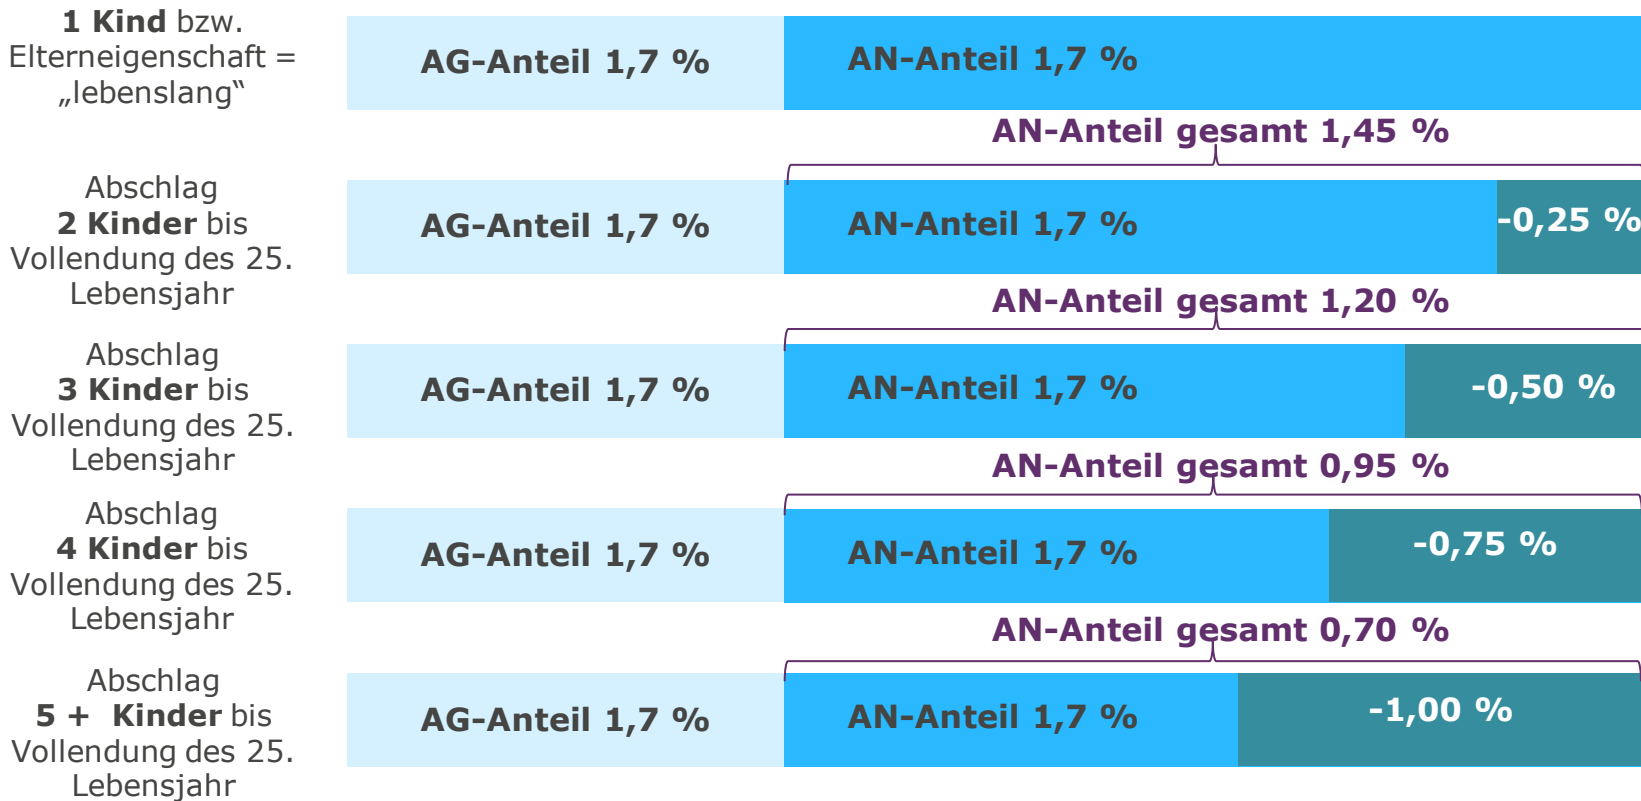 1 Kind bzw.
Elterneigenschaft =
„lebenslang“
AG-Anteil 1,7 %
AN-Anteil 1,7 %
AN-Anteil gesamt 1,45 %
Abschlag
2 Kinder bis
Vollendung des 25.
Lebensjahr
AG-Anteil 1,7 %
AN-Anteil 1,7 %
-0,25 %
AN-Anteil gesamt 1,20 %
Abschlag
3 Kinder bis
Vollendung des 25.
Lebensjahr
AG-Anteil 1,7 %
AN-Anteil 1,7 %
-0,50 %
AN-Anteil gesamt 0,95 %
Abschlag
4 Kinder bis
Vollendung des 25.
Lebensjahr
AG-Anteil 1,7 %
AN-Anteil 1,7 %
-0,75 %
AN-Anteil gesamt 0,70 %
Abschlag
5 + Kinder bis
Vollendung des 25.
Lebensjahr
AG-Anteil 1,7 %
AN-Anteil 1,7 %
-1,00 %